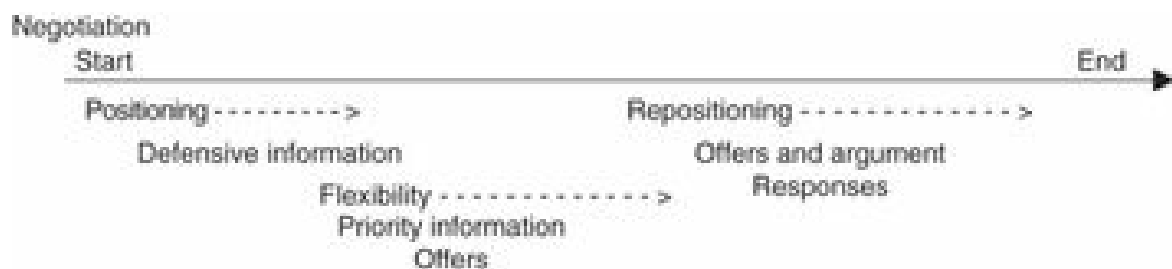 Negotiation
Start End
Positioning - - - - - - - - - >
Repositioning - - - - - - - - - - - - - >
Defensive information
Offers and argument
Responses
Flexibility - - - - - - - - - - - - - >
Priority information
Offers